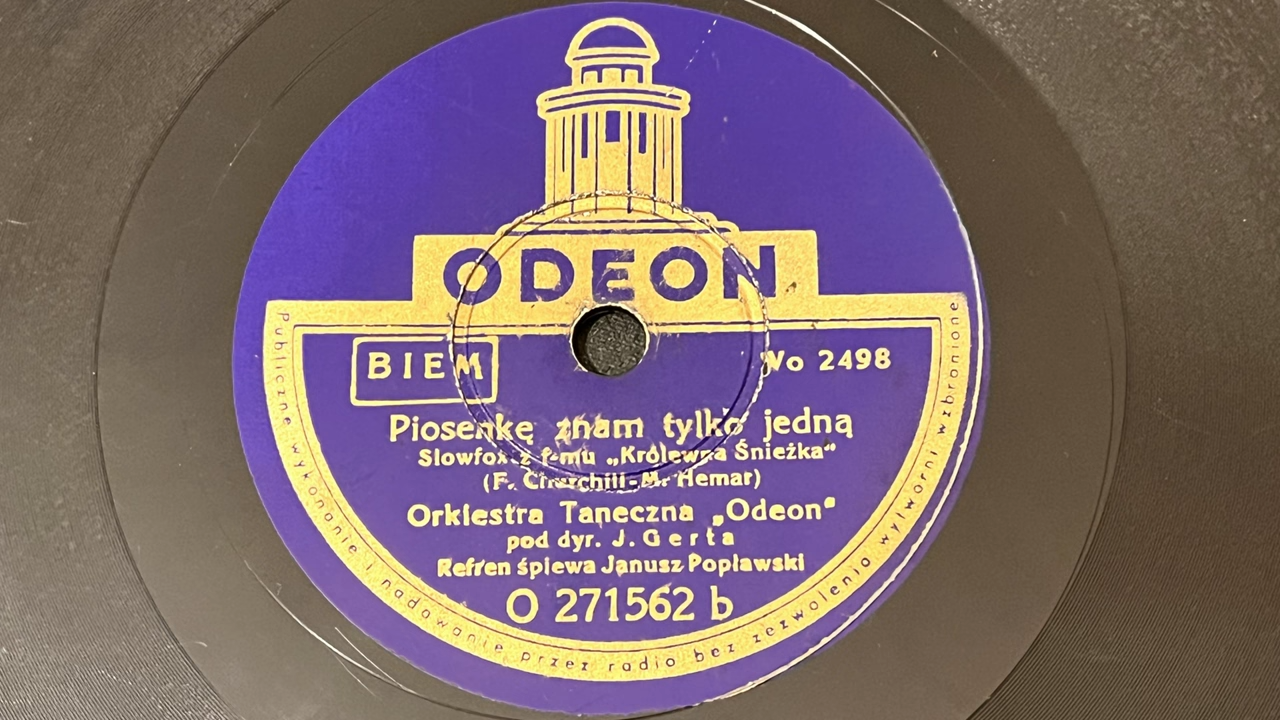 ODEON
BIEM
Wo 2498
Piosenkę znam tylko jedną
Slowfox z f-mu „Królewna Śnieżka"
(F. Churchill - M. Hemar)
Orkiestra Taneczna „Odeon"
pod dyr. J. Gerta
Refren śpiewa Janusz Popławski
O 271562 b
Publiczne wykonanie i nadawanie przez radio bez zezwolenia wytwórni wzbronione